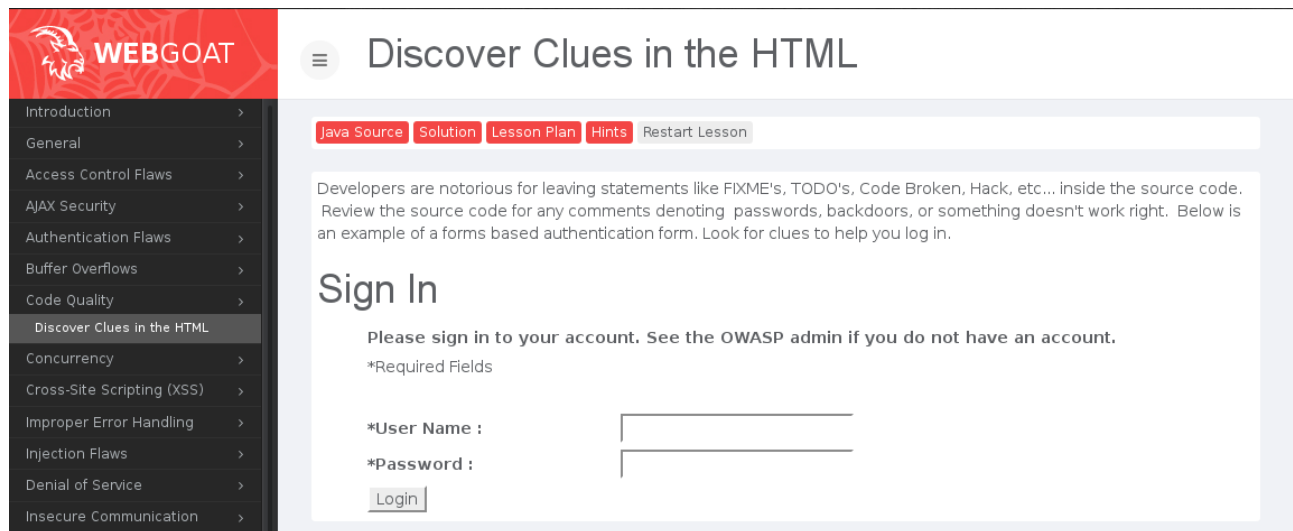 WEBGOAT
Discover Clues in the HTML
Introduction
General
Access Control Flaws
AJAX Security
Authentication Flaws
Buffer Overflows
Code Quality
Discover Clues in the HTML
Concurrency
Cross-Site Scripting (XSS)
Improper Error Handling
Injection Flaws
Denial of Service
Insecure Communication
Java Source Solution Lesson Plan Hints Restart Lesson
Developers are notorious for leaving statements like FIXME's, TODO's, Code Broken, Hack, etc... inside the source code.
Review the source code for any comments denoting passwords, backdoors, or something doesn't work right. Below is
an example of a forms based authentication form. Look for clues to help you log in.
Sign In
Please sign in to your account. See the OWASP admin if you do not have an account.
*Required Fields
*User Name :
*Password :
Login